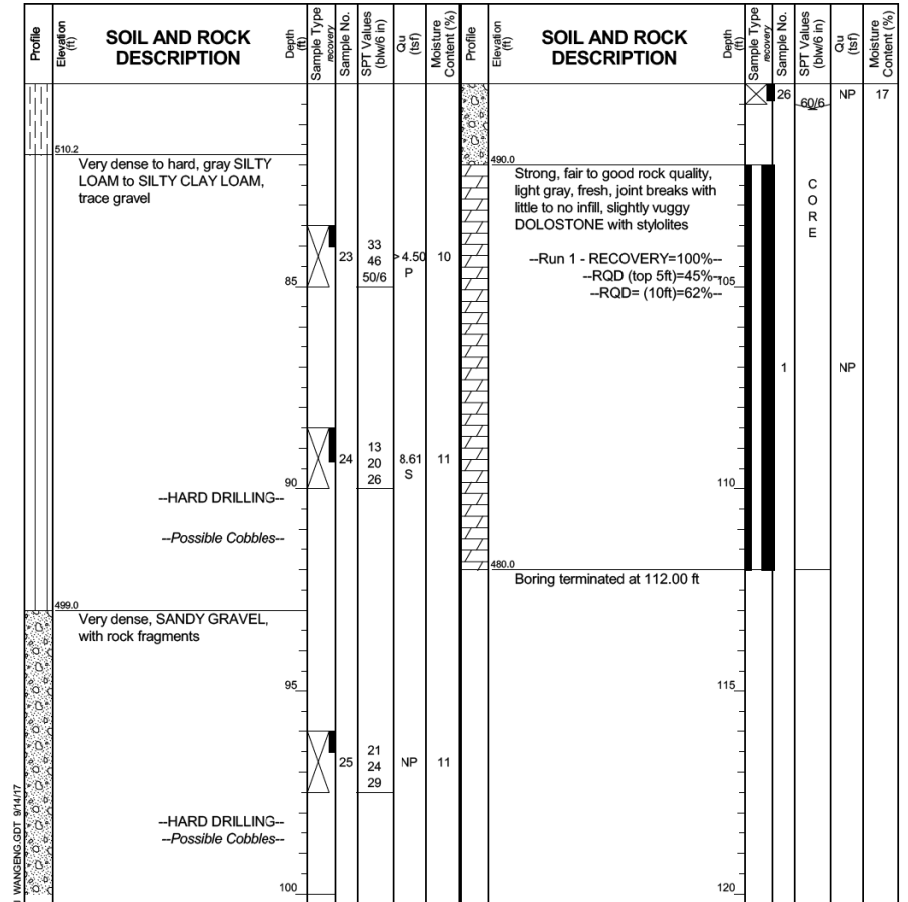 Profile
Elevation
(ft)
SOIL AND ROCK
DESCRIPTION
Depth
(ft)
Sample Type
recovery
Sample No.
SPT Values
(blw/6 in)
Qu
(tsf)
Moisture
Content (%)
510.2
Very dense to hard, gray SILTY
LOAM to SILTY CLAY LOAM,
trace gravel
85
23
33
46
50/6
> 4.50
P
10
90
24
13
20
26
8.61
S
11
--HARD DRILLING--
--Possible Cobbles--
499.0
Very dense, SANDY GRAVEL,
with rock fragments
95
25
21
24
29
NP
11
--HARD DRILLING--
--Possible Cobbles--
100
WANGENG.GDT 9/14/17
Profile
Elevation
(ft)
SOIL AND ROCK
DESCRIPTION
Depth
(ft)
Sample Type
recovery
Sample No.
SPT Values
(blw/6 in)
Qu
(tsf)
Moisture
Content (%)
26
60/6
NP
17
490.0
Strong, fair to good rock quality,
light gray, fresh, joint breaks with
little to no infill, slightly vuggy
DOLOSTONE with stylolites
C
O
R
E
--Run 1 - RECOVERY=100%--
--RQD (top 5ft)=45%--
105
--RQD= (10ft)=62%--
1
NP
110
480.0
Boring terminated at 112.00 ft
115
120